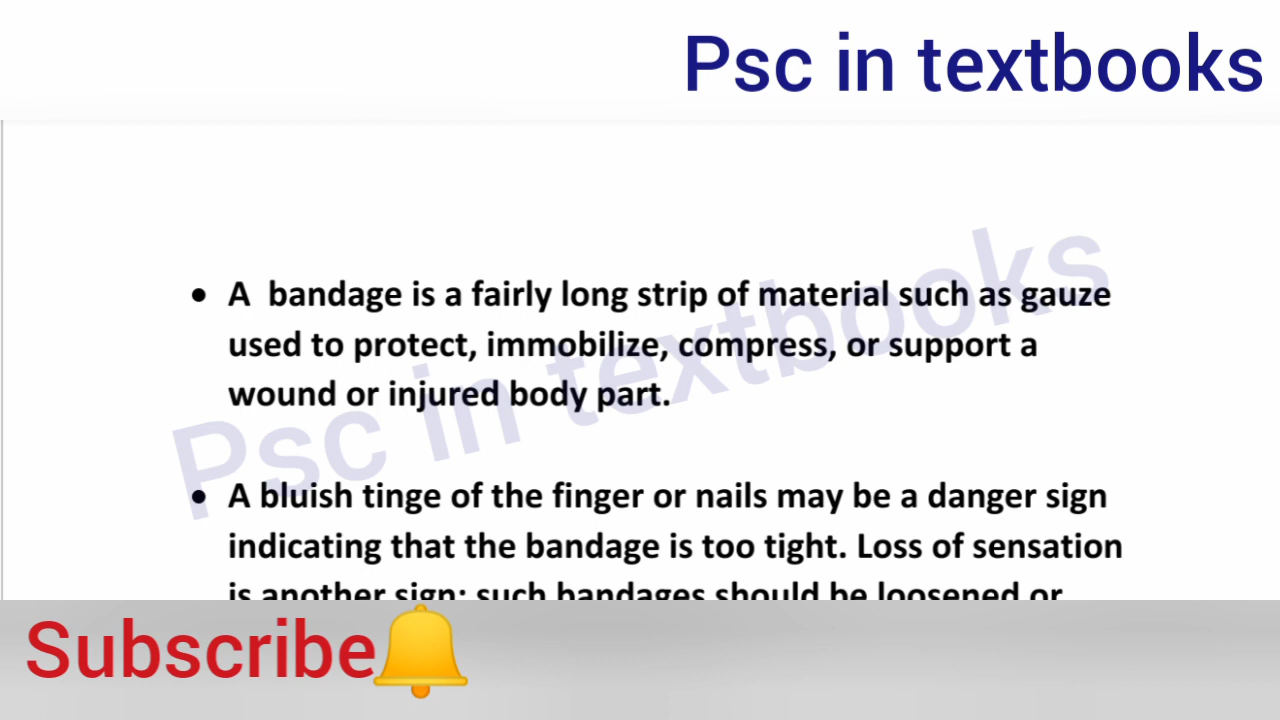 Psc in textbooks
• A bandage is a fairly long strip of material such as gauze
used to protect, immobilize, compress, or support a
wound or injured body part.
Psc in textbooks
• A bluish tinge of the finger or nails may be a danger sign
indicating that the bandage is too tight. Loss of sensation
is another sign; such bandages should be loosened or
Subscribe